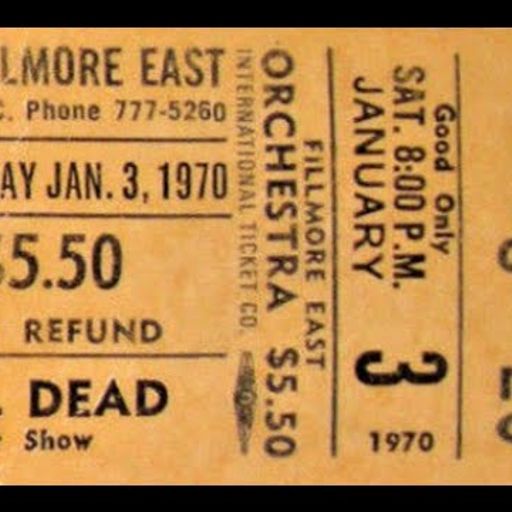 LMORE EAST
C. Phone 777-5260
AY JAN. 3, 1970
$5.50
REFUND
. DEAD
Show
INTERNATIONAL TICKET CO.
ORCHESTRA $5.50
FILLMORE EAST
JANUARY 3
SAT. 8:00 P.M.
Good Only
1970